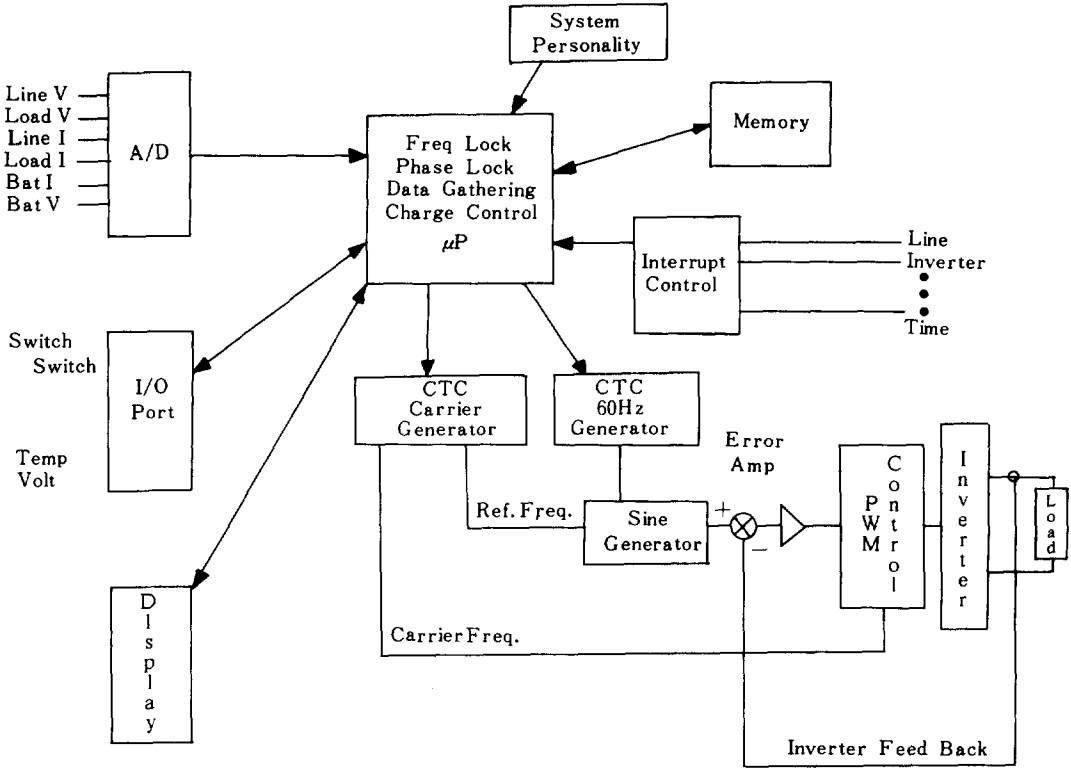 System
Personality
Line V
Load V
Line I
Load I
Bat I
Bat V
A/D
Freq Lock
Phase Lock
Data Gathering
Charge Control
μP
Memory
Interrupt
Control
Line
Inverter
Time
Switch
Switch
I/O
Port
Temp
Volt
CTC
Carrier
Generator
CTC
60Hz
Generator
Error
Amp
Ref. Freq.
Sine
Generator
+
−
PWM
Control
Inverter
Load
Display
Carrier Freq.
Inverter Feed Back